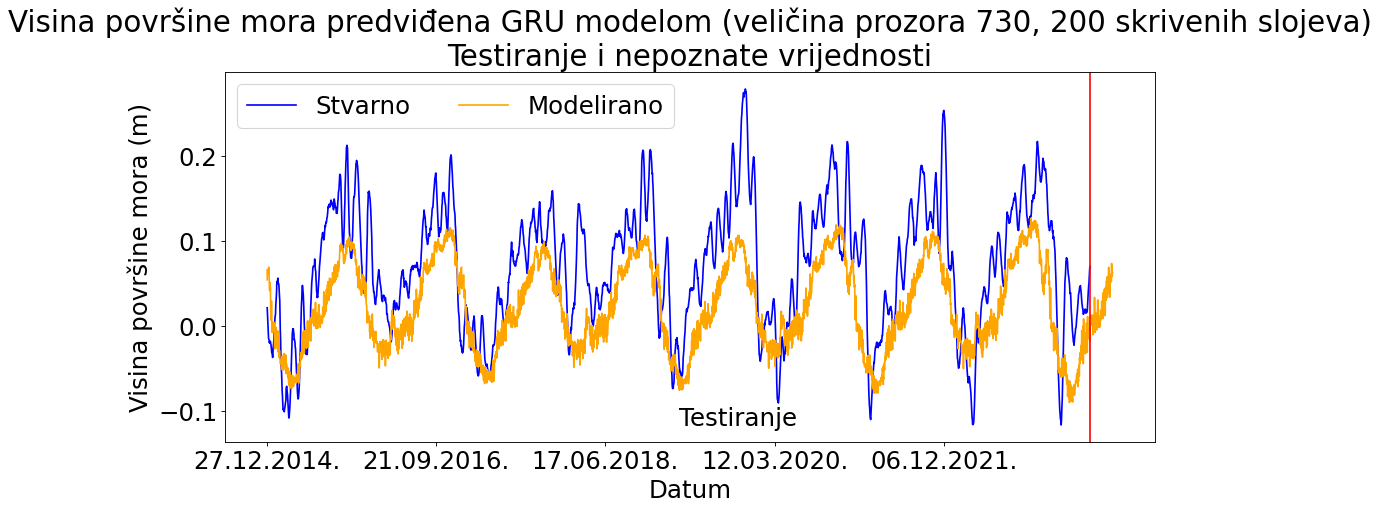 Visina površine mora predviđena GRU modelom (veličina prozora 730, 200 skrivenih slojeva)
Testiranje i nepoznate vrijednosti
Stvarno
Modelirano
Visina površine mora (m)
0.2
0.1
0.0
−0.1
Testiranje
27.12.2014.
21.09.2016.
17.06.2018.
12.03.2020.
06.12.2021.
Datum